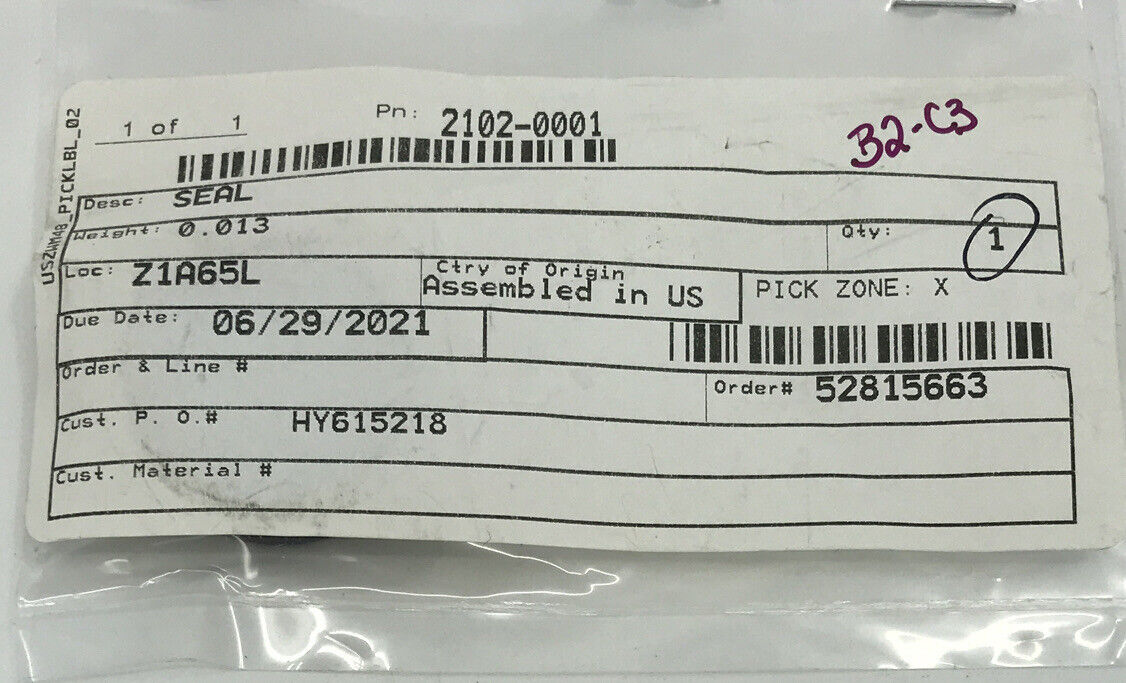 1 of 1
Pn: 2102-0001
B2-C3
USZWM48_PICKLBL_02
Desc: SEAL
Weight: 0.013
Qty: 1
Loc: Z1A65L
Ctry of Origin
Assembled in US
PICK ZONE: X
Due Date: 06/29/2021
Order & Line #
Order# 52815663
Cust. P. O.# HY615218
Cust. Material #